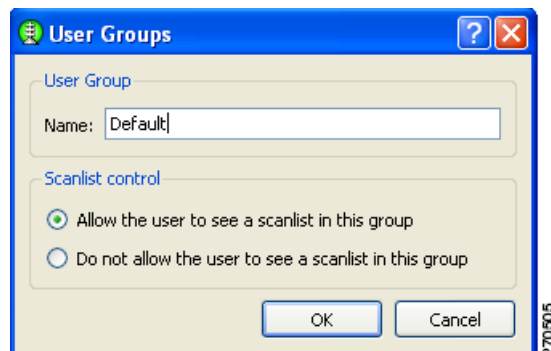 User Groups
User Group
Name: Default
Scanlist control
Allow the user to see a scanlist in this group
Do not allow the user to see a scanlist in this group
OK Cancel
270505